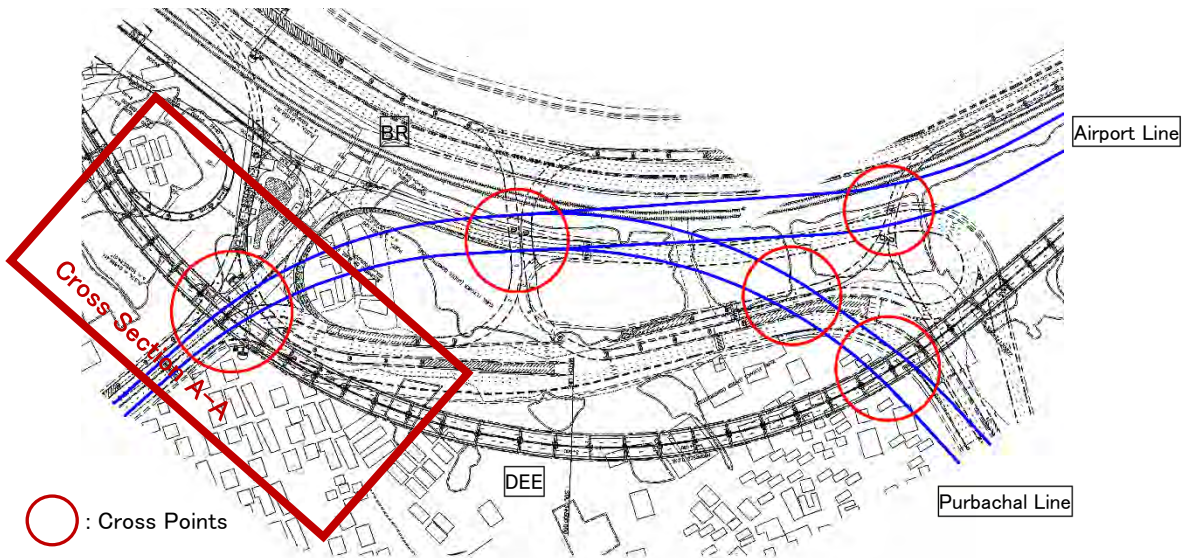 BR
Airport Line
Cross Section A-A
DEE
Purbachal Line
: Cross Points